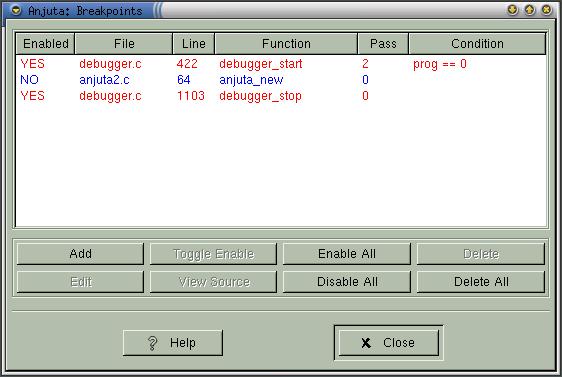 Anjuta: Breakpoints
Enabled File Line Function Pass Condition
YES debugger.c 422 debugger_start 2 prog == 0
NO anjuta2.c 64 anjuta_new 0
YES debugger.c 1103 debugger_stop 0
Add Toggle Enable Enable All Delete
Edit View Source Disable All Delete All
Help Close